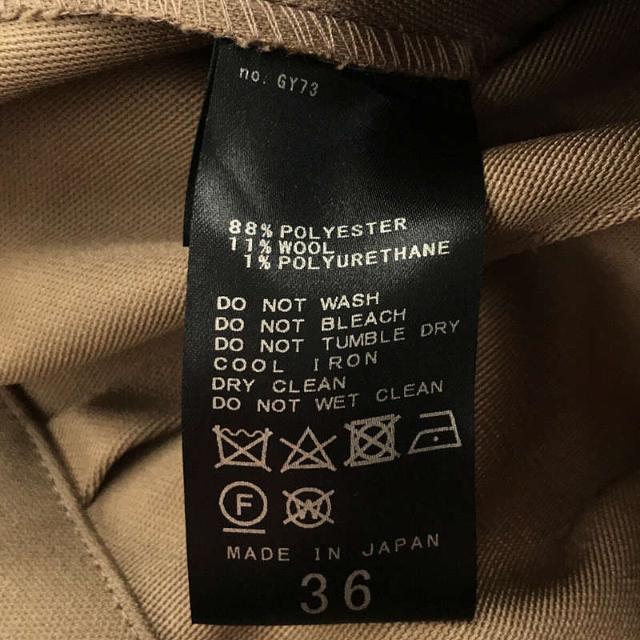 no. GY73
88% POLYESTER
11% WOOL
1% POLYURETHANE
DO NOT WASH
DO NOT BLEACH
DO NOT TUMBLE DRY
COOL IRON
DRY CLEAN
DO NOT WET CLEAN
F W
MADE IN JAPAN
36